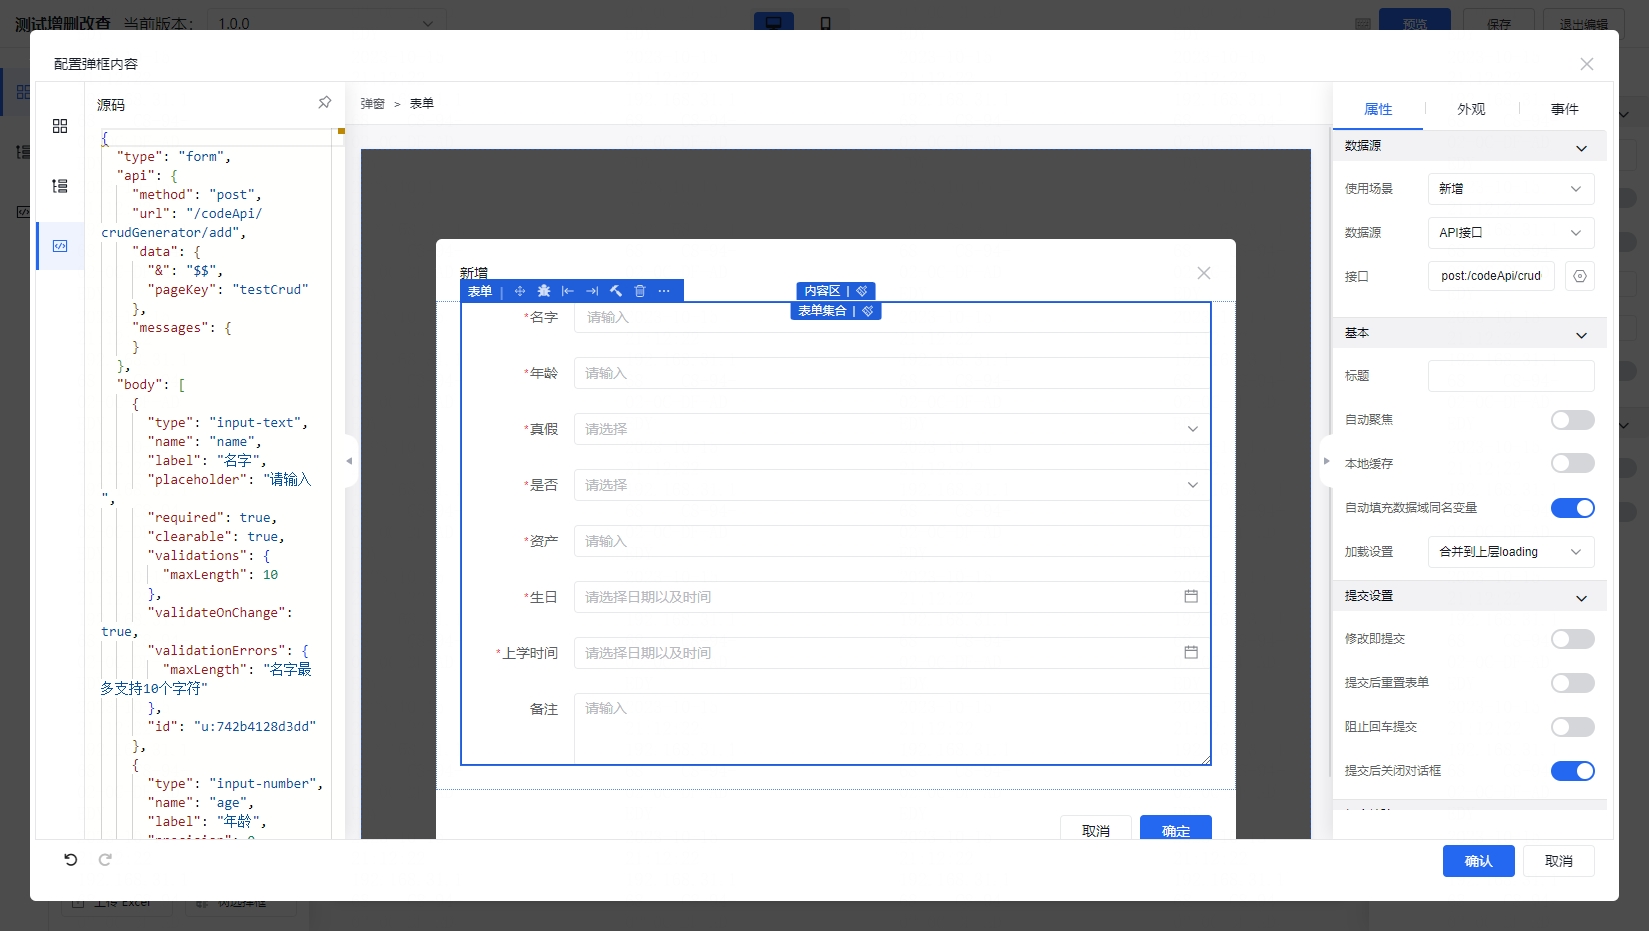 测试增删改查 当前版本: 1.0.0
预览 保存 退出编辑
配置弹框内容
源码
{
"type": "form",
"api": {
"method": "post",
"url": "/codeApi/
crudGenerator/add",
"data": {
"&": "$$",
"pageKey": "testCrud"
},
"messages": {
}
},
"body": [
{
"type": "input-text",
"name": "name",
"label": "名字",
"placeholder": "请输入
",
"required": true,
"clearable": true,
"validations": {
"maxLength": 10
},
"validateOnChange":
true,
"validationErrors": {
"maxLength": "名字最
多支持10个字符"
},
"id": "u:742b4128d3dd"
},
{
"type": "input-number",
"name": "age",
"label": "年龄",
弹窗 > 表单
新增
表单 |
内容区 |
表单集合 |
*名字 请输入
*年龄 请输入
*真假 请选择
*是否 请选择
*资产 请输入
*生日 请选择日期以及时间
*上学时间 请选择日期以及时间
备注 请输入
取消 确定
属性 外观 事件
数据源
使用场景 新增
数据源 API接口
接口 post:/codeApi/crud
基本
标题
自动聚焦
本地缓存
自动填充数据域同名变量
加载设置 合并到上层loading
提交设置
修改即提交
提交后重置表单
阻止回车提交
提交后关闭对话框
确认 取消
上传 Excel